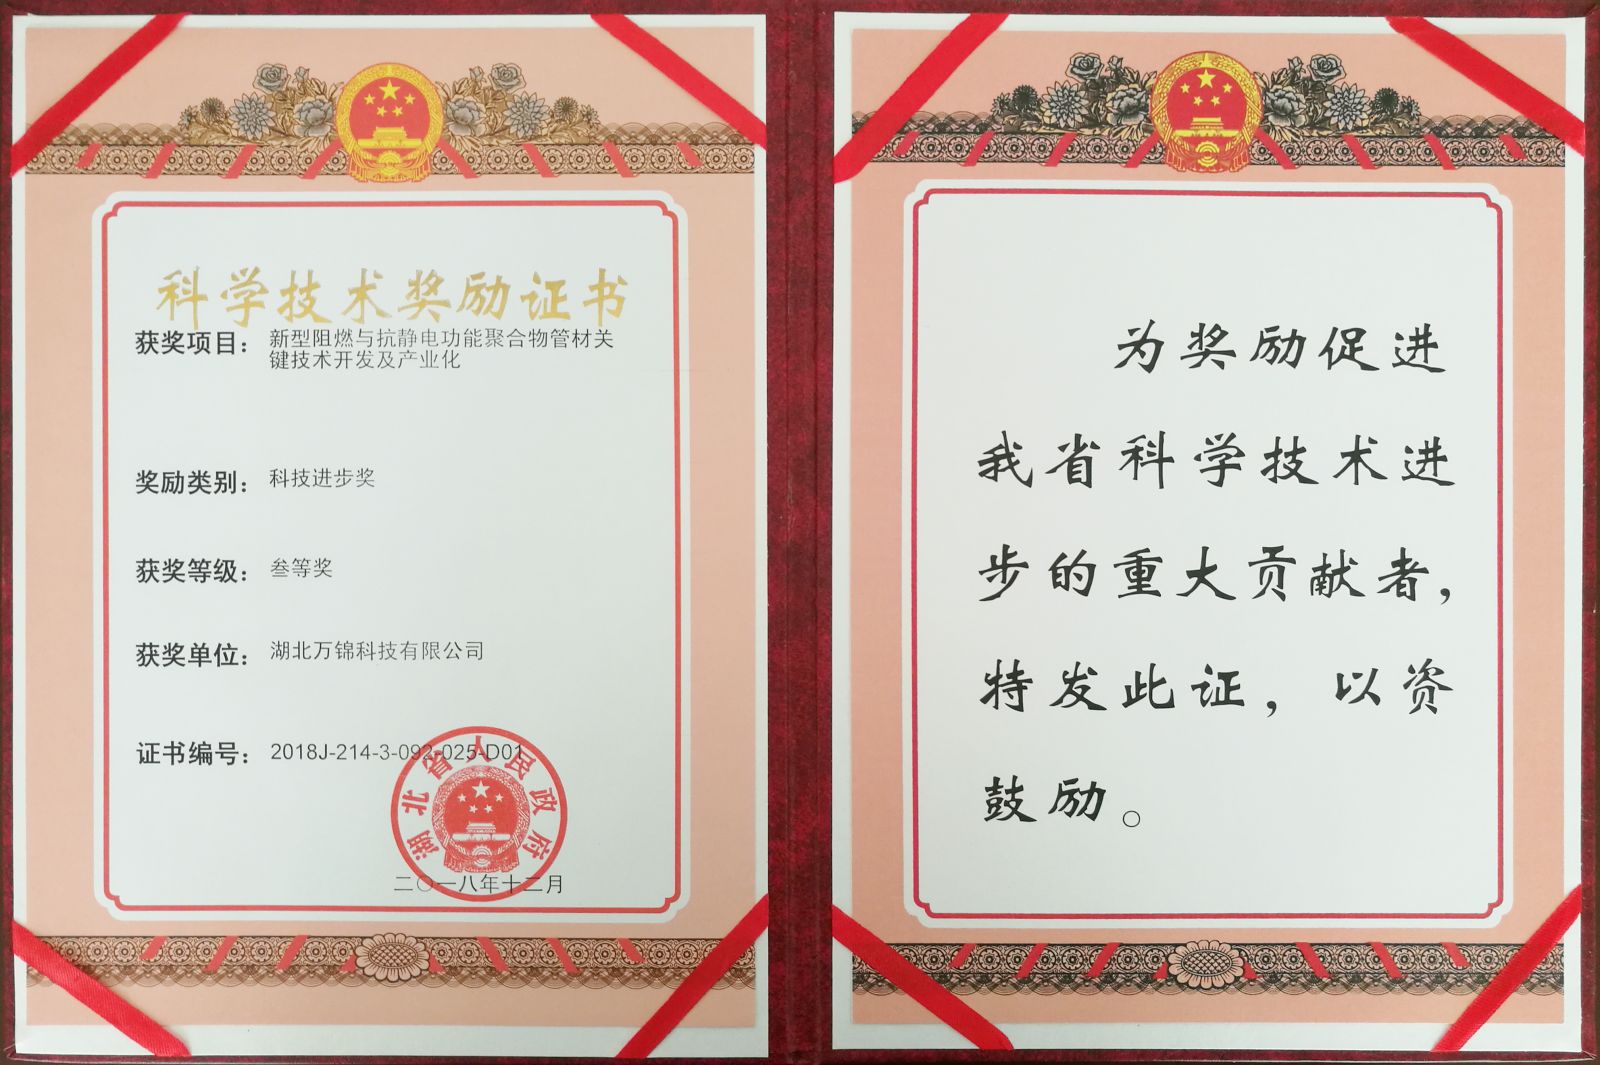 科学技术奖励证书
获奖项目：新型阻燃与抗静电功能聚合物管材关
键技术开发及产业化
奖励类别：科技进步奖
获奖等级：叁等奖
获奖单位：湖北万锦科技有限公司
证书编号：2018J-214-3-092-025-D01
湖北省人民政府
二〇一八年十二月
为奖励促进
我省科学技术进
步的重大贡献者，
特发此证，以资
鼓励。